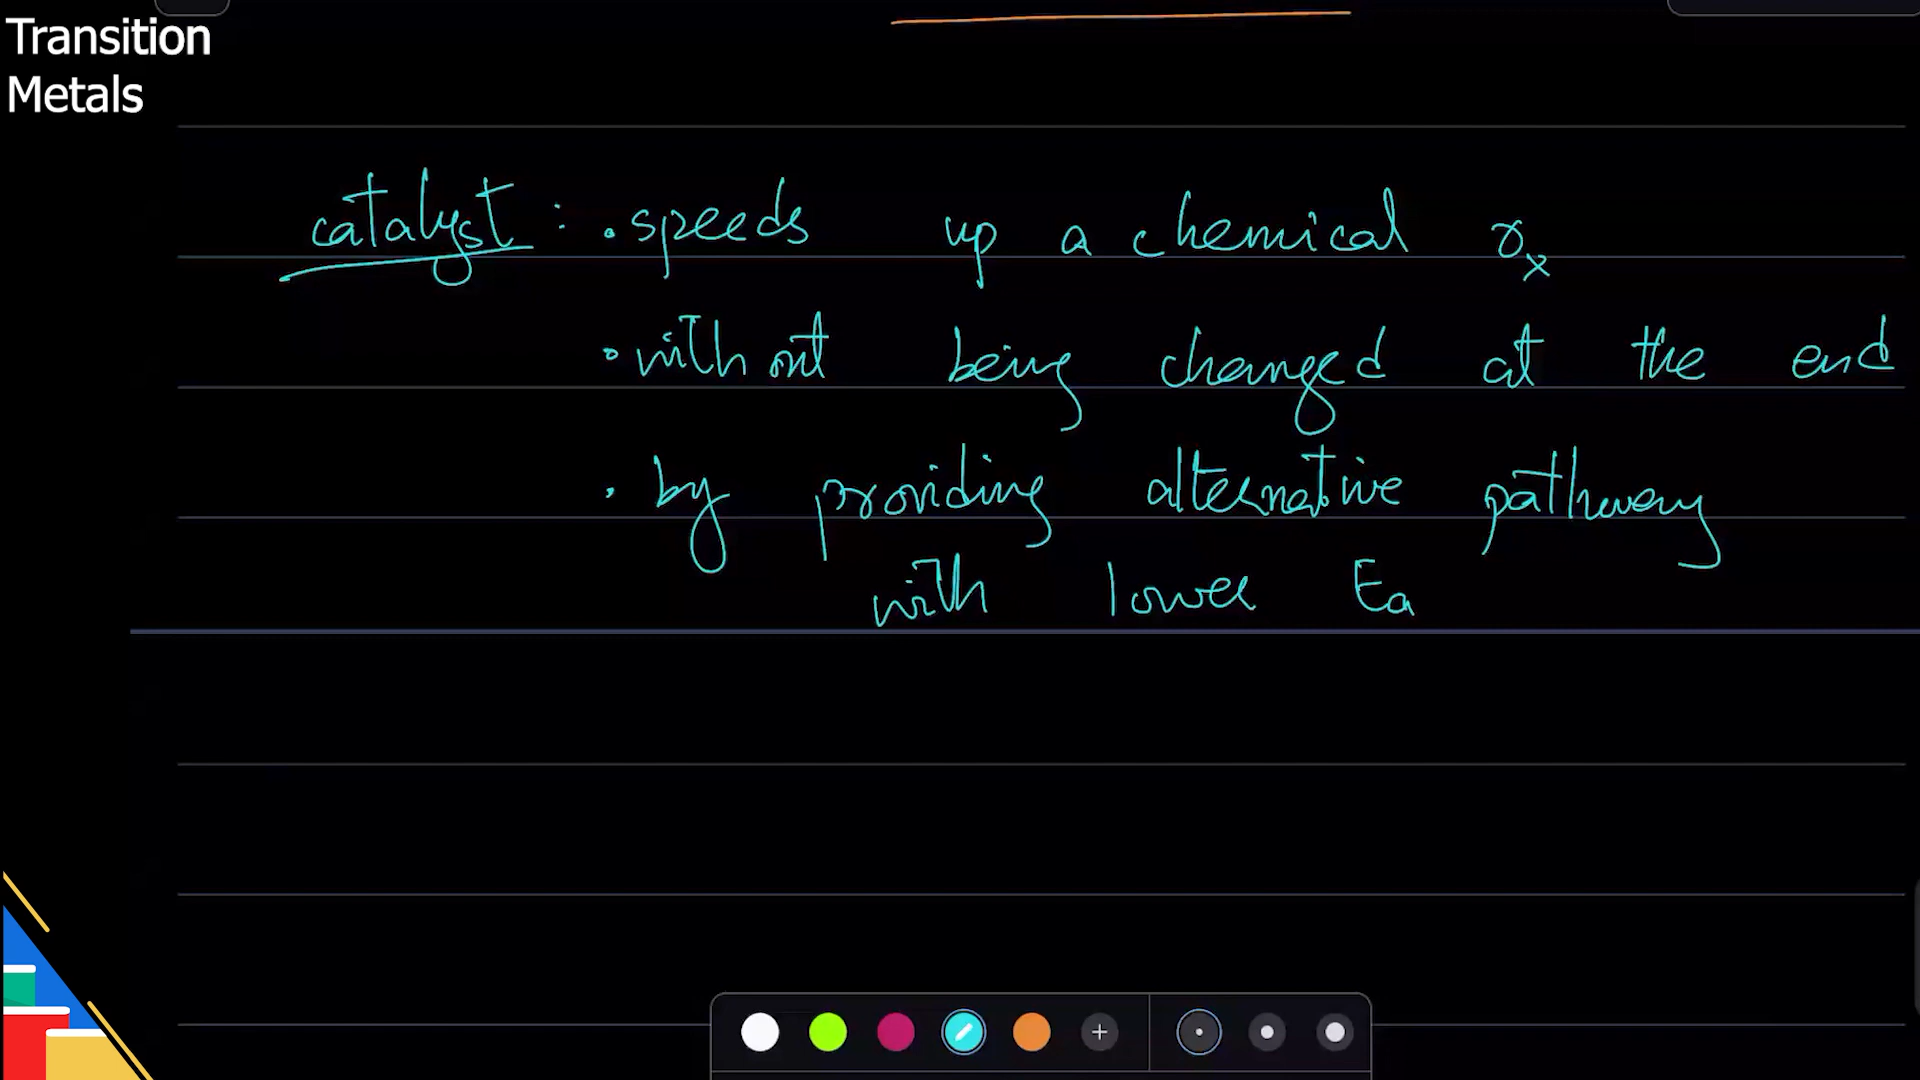 Transition
Metals
catalyst : • speeds up a chemical rx
• without being changed at the end
• by providing alternative pathway
with lower Ea